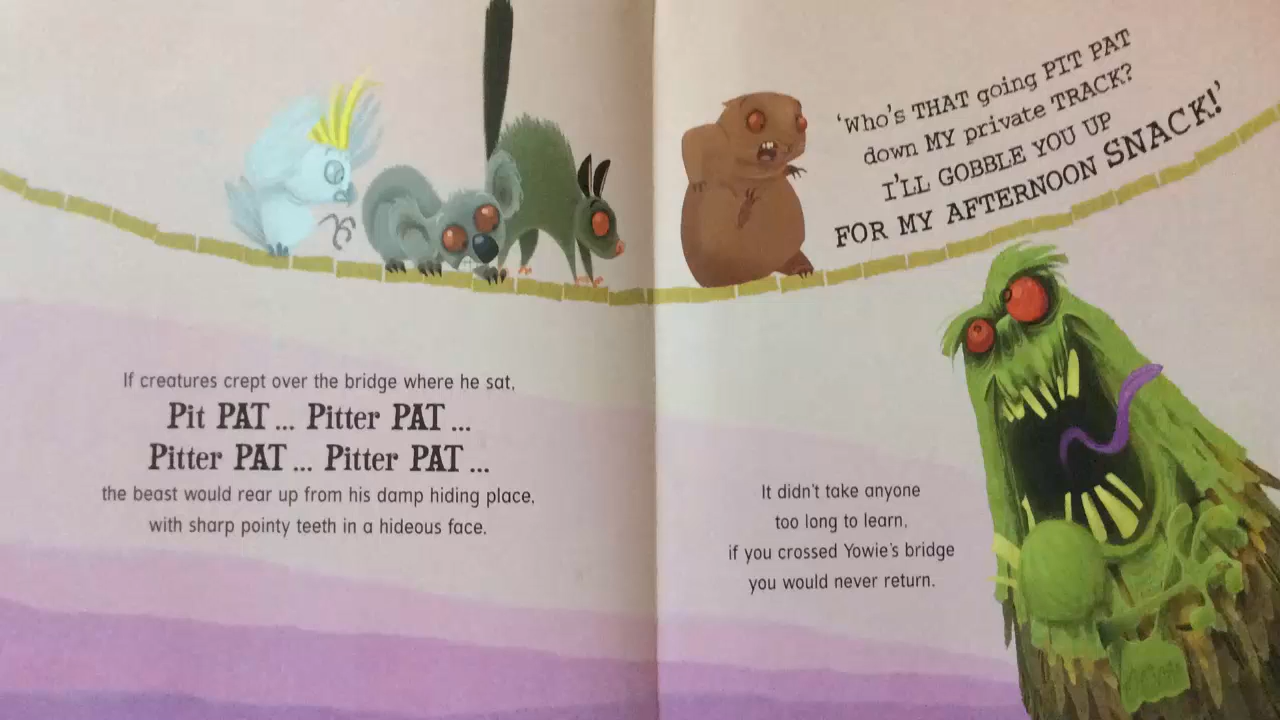 If creatures crept over the bridge where he sat,
Pit PAT ... Pitter PAT ...
Pitter PAT ... Pitter PAT ...
the beast would rear up from his damp hiding place,
with sharp pointy teeth in a hideous face.
'Who's THAT going PIT PAT
down MY private TRACK?
I'LL GOBBLE YOU UP
FOR MY AFTERNOON SNACK!'
It didn't take anyone
too long to learn,
if you crossed Yowie's bridge
you would never return.